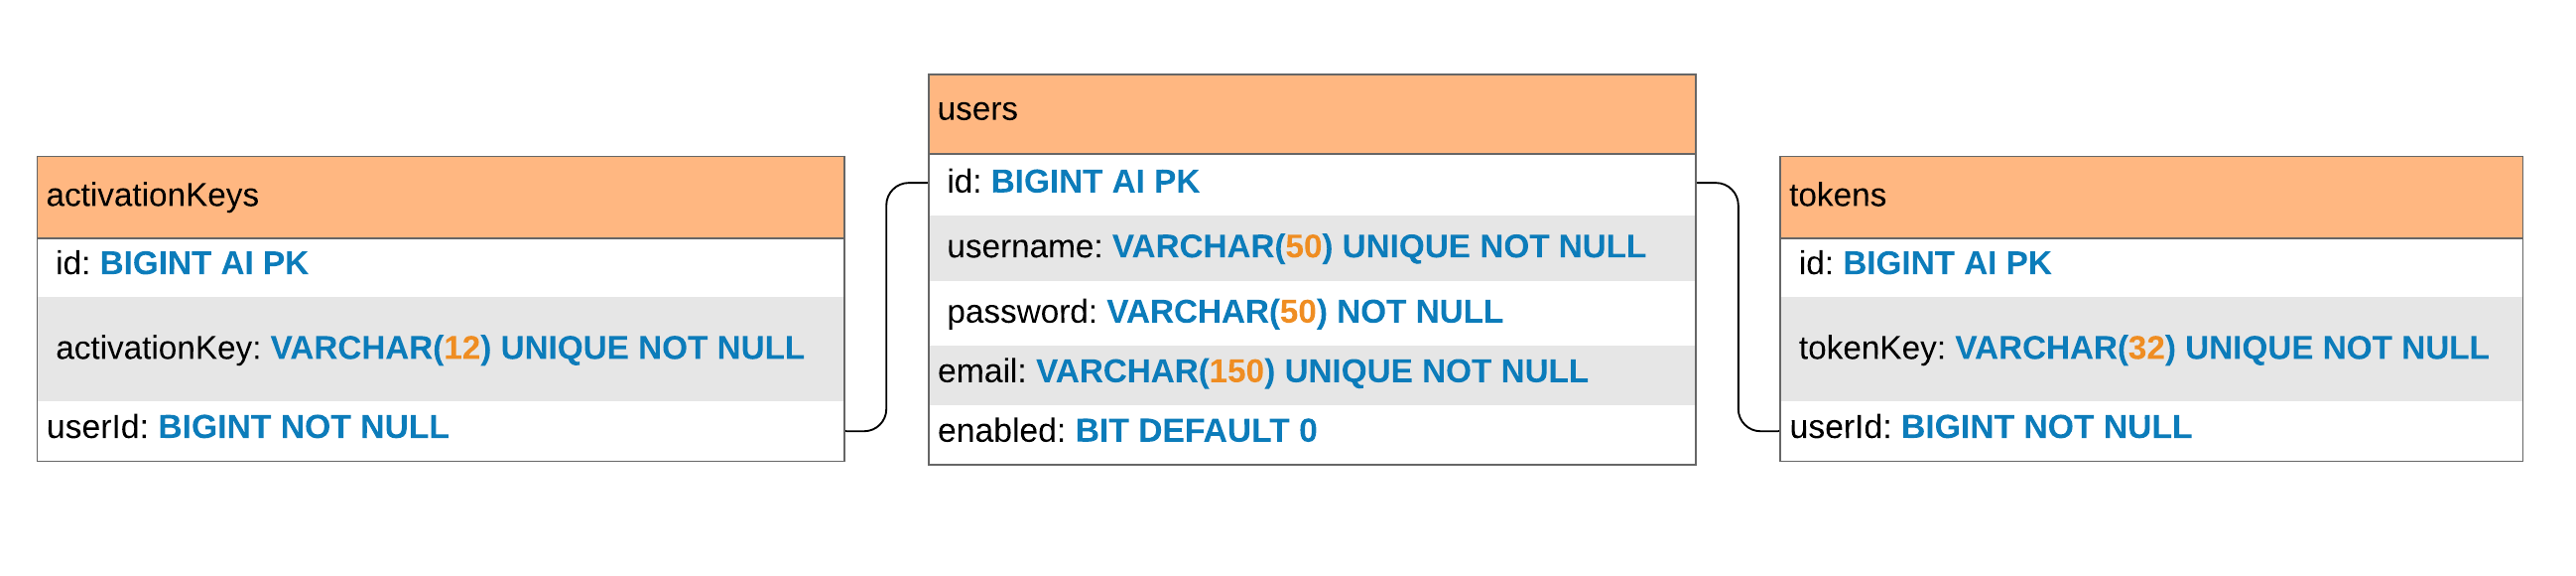 activationKeys
id: BIGINT AI PK
activationKey: VARCHAR(12) UNIQUE NOT NULL
userId: BIGINT NOT NULL
users
id: BIGINT AI PK
username: VARCHAR(50) UNIQUE NOT NULL
password: VARCHAR(50) NOT NULL
email: VARCHAR(150) UNIQUE NOT NULL
enabled: BIT DEFAULT 0
tokens
id: BIGINT AI PK
tokenKey: VARCHAR(32) UNIQUE NOT NULL
userId: BIGINT NOT NULL